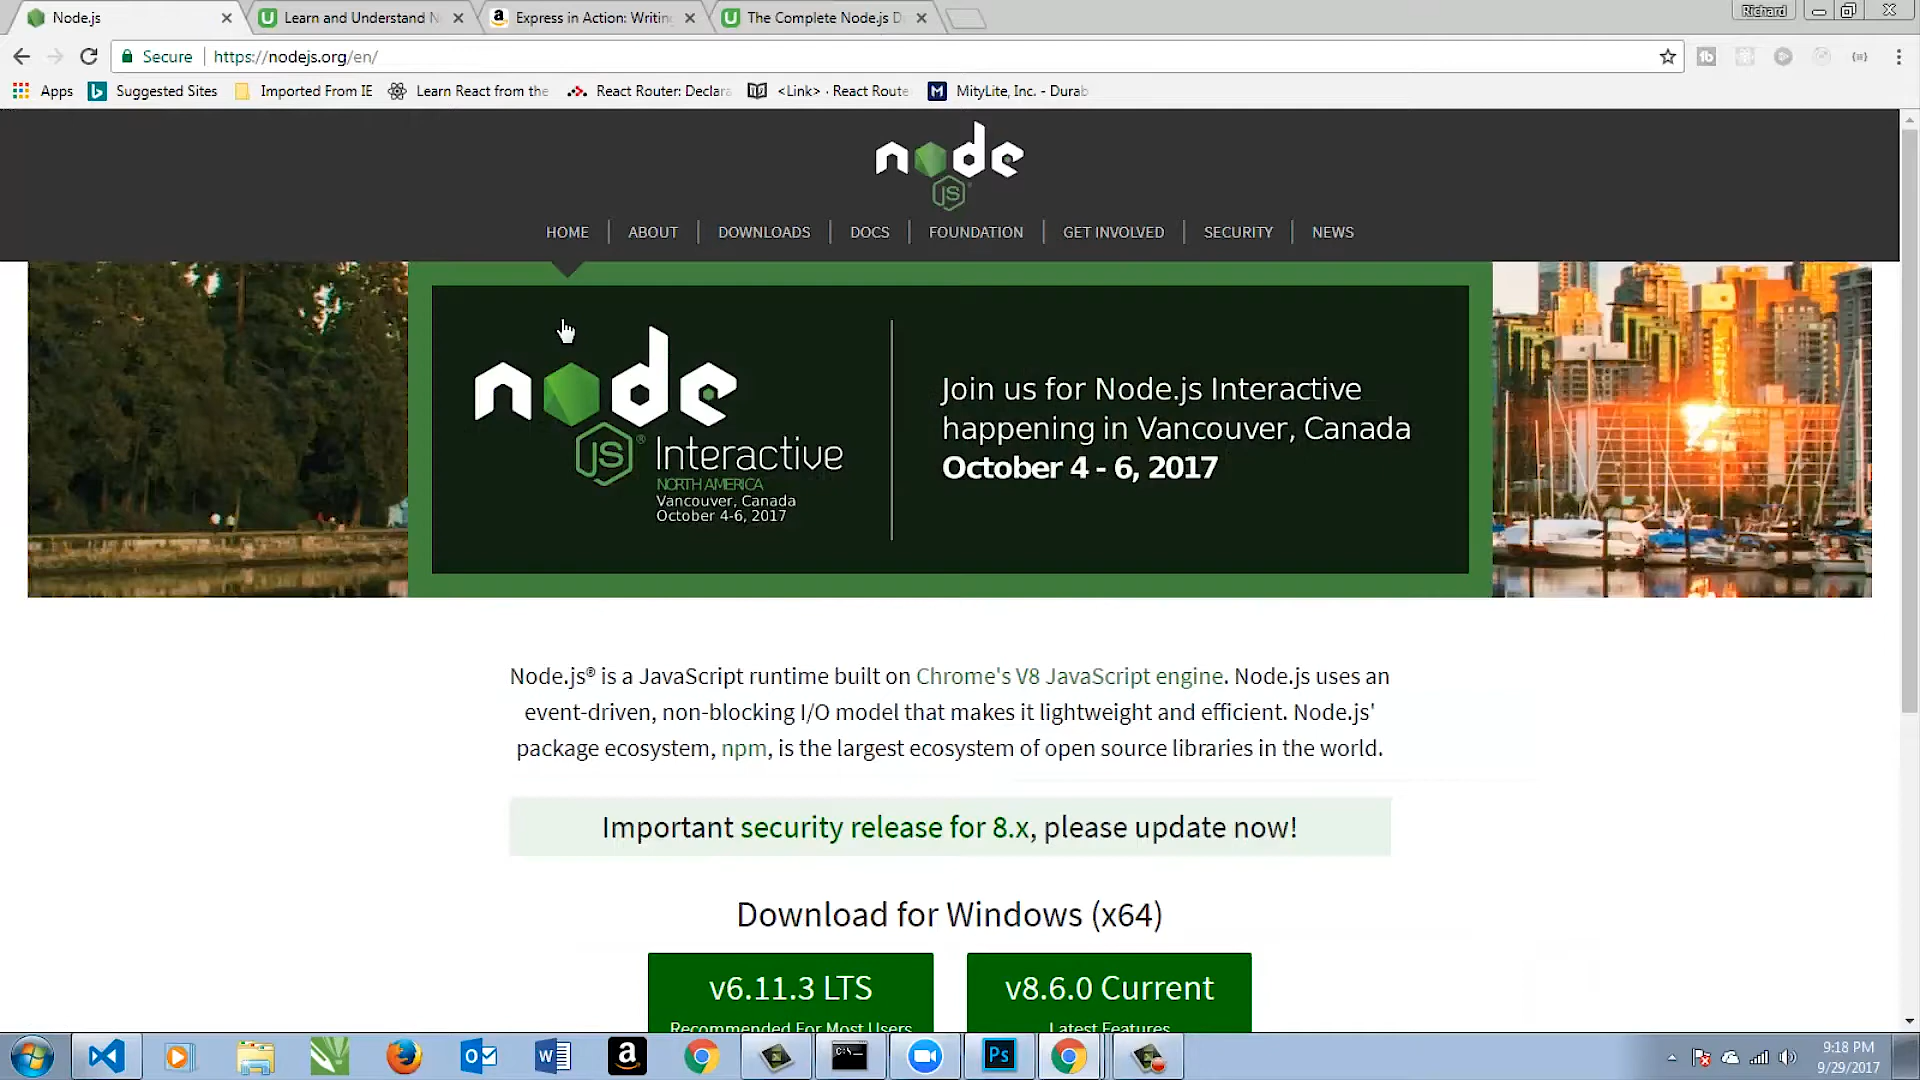 Node.js
Learn and Understand N
Express in Action: Writing
The Complete Node.js D
Richard
Secure
https://nodejs.org/en/
Apps
Suggested Sites
Imported From IE
Learn React from the
React Router: Declara
<Link> · React Route
MityLite, Inc. - Durab
node
JS
HOME
ABOUT
DOWNLOADS
DOCS
FOUNDATION
GET INVOLVED
SECURITY
NEWS
node
JS® Interactive
NORTH AMERICA
Vancouver, Canada
October 4-6, 2017
Join us for Node.js Interactive
happening in Vancouver, Canada
October 4 - 6, 2017
Node.js® is a JavaScript runtime built on Chrome's V8 JavaScript engine. Node.js uses an
event-driven, non-blocking I/O model that makes it lightweight and efficient. Node.js'
package ecosystem, npm, is the largest ecosystem of open source libraries in the world.
Important security release for 8.x, please update now!
Download for Windows (x64)
v6.11.3 LTS
Recommended For Most Users
v8.6.0 Current
Latest Features
Ps
9:18 PM
9/29/2017